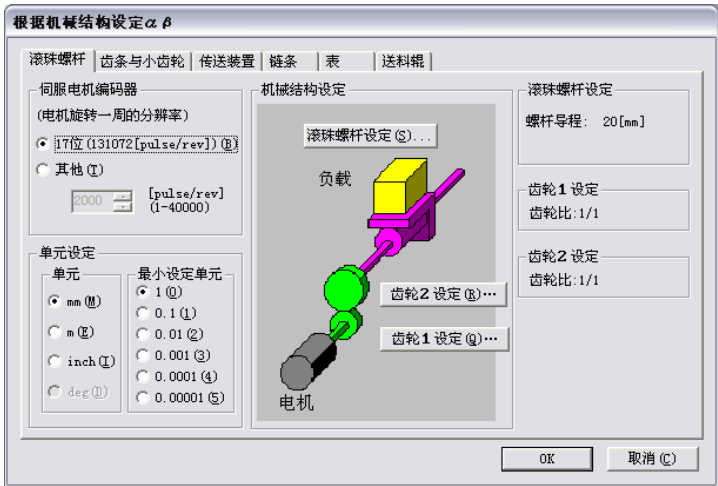 根据机械结构设定αβ
滚珠螺杆 齿条与小齿轮 传送装置 链条 表 送料辊
伺服电机编码器
(电机旋转一周的分辨率)
17位(131072[pulse/rev])(B)
其他(T)
2000 [pulse/rev]
(1-40000)
单元设定
单元
mm(M)
m(E)
inch(I)
deg(D)
最小设定单元
1(0)
0.1(1)
0.01(2)
0.001(3)
0.0001(4)
0.00001(5)
机械结构设定
滚珠螺杆设定(S)...
负载
齿轮2 设定(R)...
齿轮1 设定(Q)...
电机
滚珠螺杆设定
螺杆导程: 20[mm]
齿轮1 设定
齿轮比:1/1
齿轮2 设定
齿轮比:1/1
OK 取消(C)